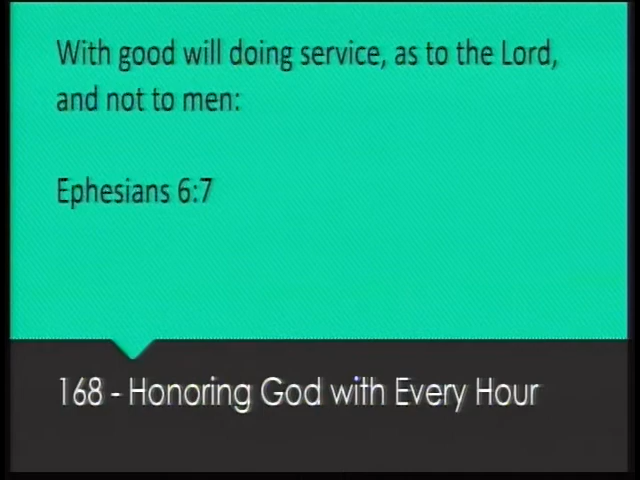 With good will doing service, as to the Lord,
and not to men:
Ephesians 6:7
168 - Honoring God with Every Hour